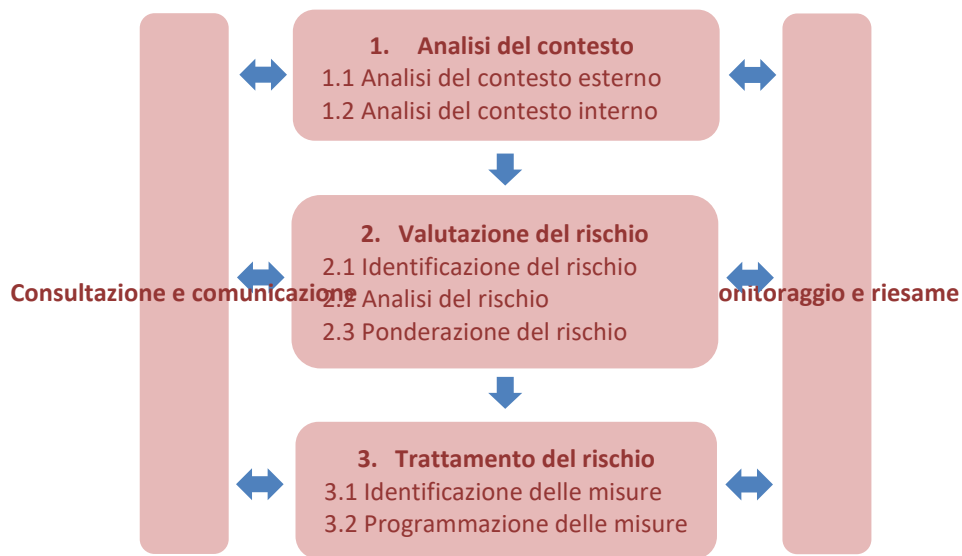 1. Analisi del contesto
1.1 Analisi del contesto esterno
1.2 Analisi del contesto interno
2. Valutazione del rischio
2.1 Identificazione del rischio
Consultazione e comunicazione
2.2 Analisi del rischio
onitoraggio e riesame
2.3 Ponderazione del rischio
3. Trattamento del rischio
3.1 Identificazione delle misure
3.2 Programmazione delle misure